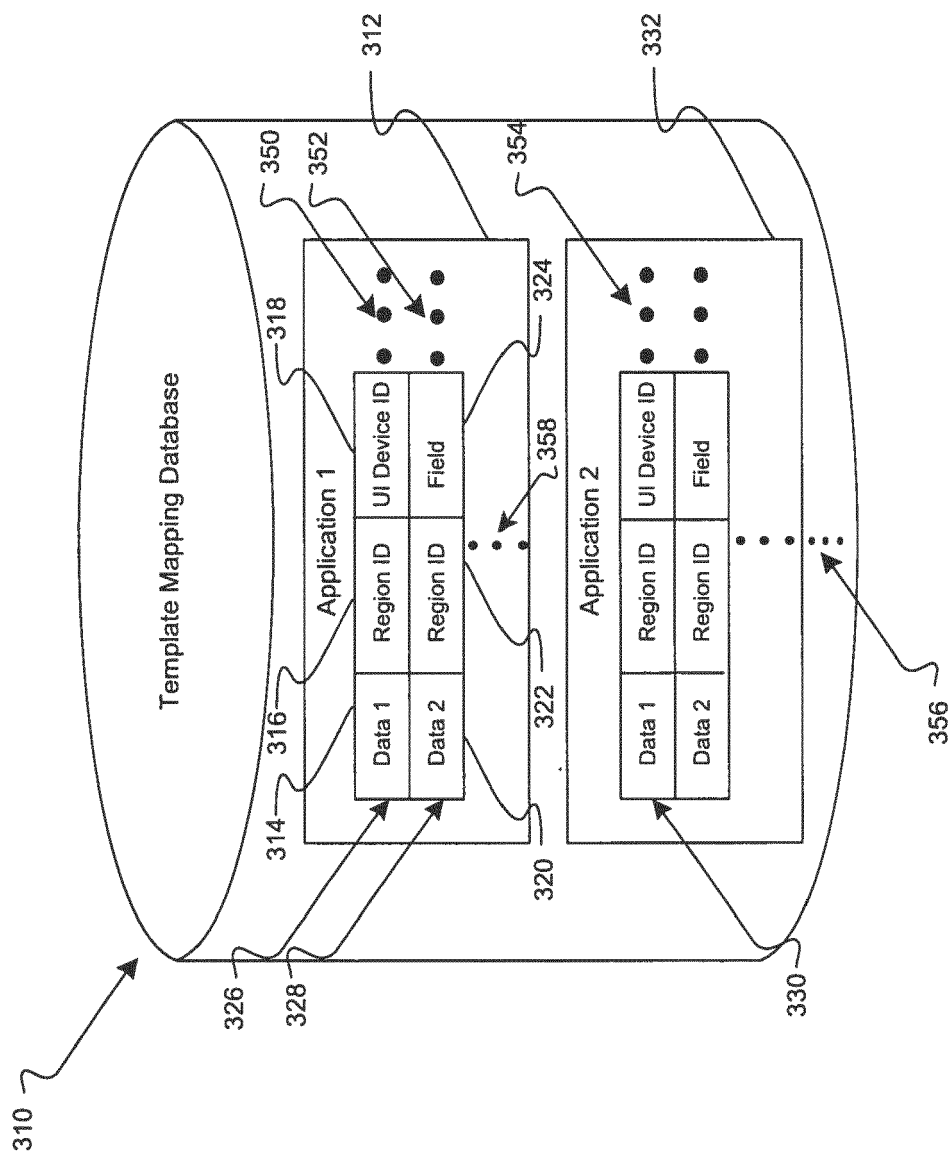 310
Template Mapping Database
326
328
314
316
318
350
352
312
Application 1
Data 1
Region ID
UI Device ID
Data 2
Region ID
Field
320
322
358
324
Application 2
354
332
Data 1
Region ID
UI Device ID
Data 2
Region ID
Field
330
356